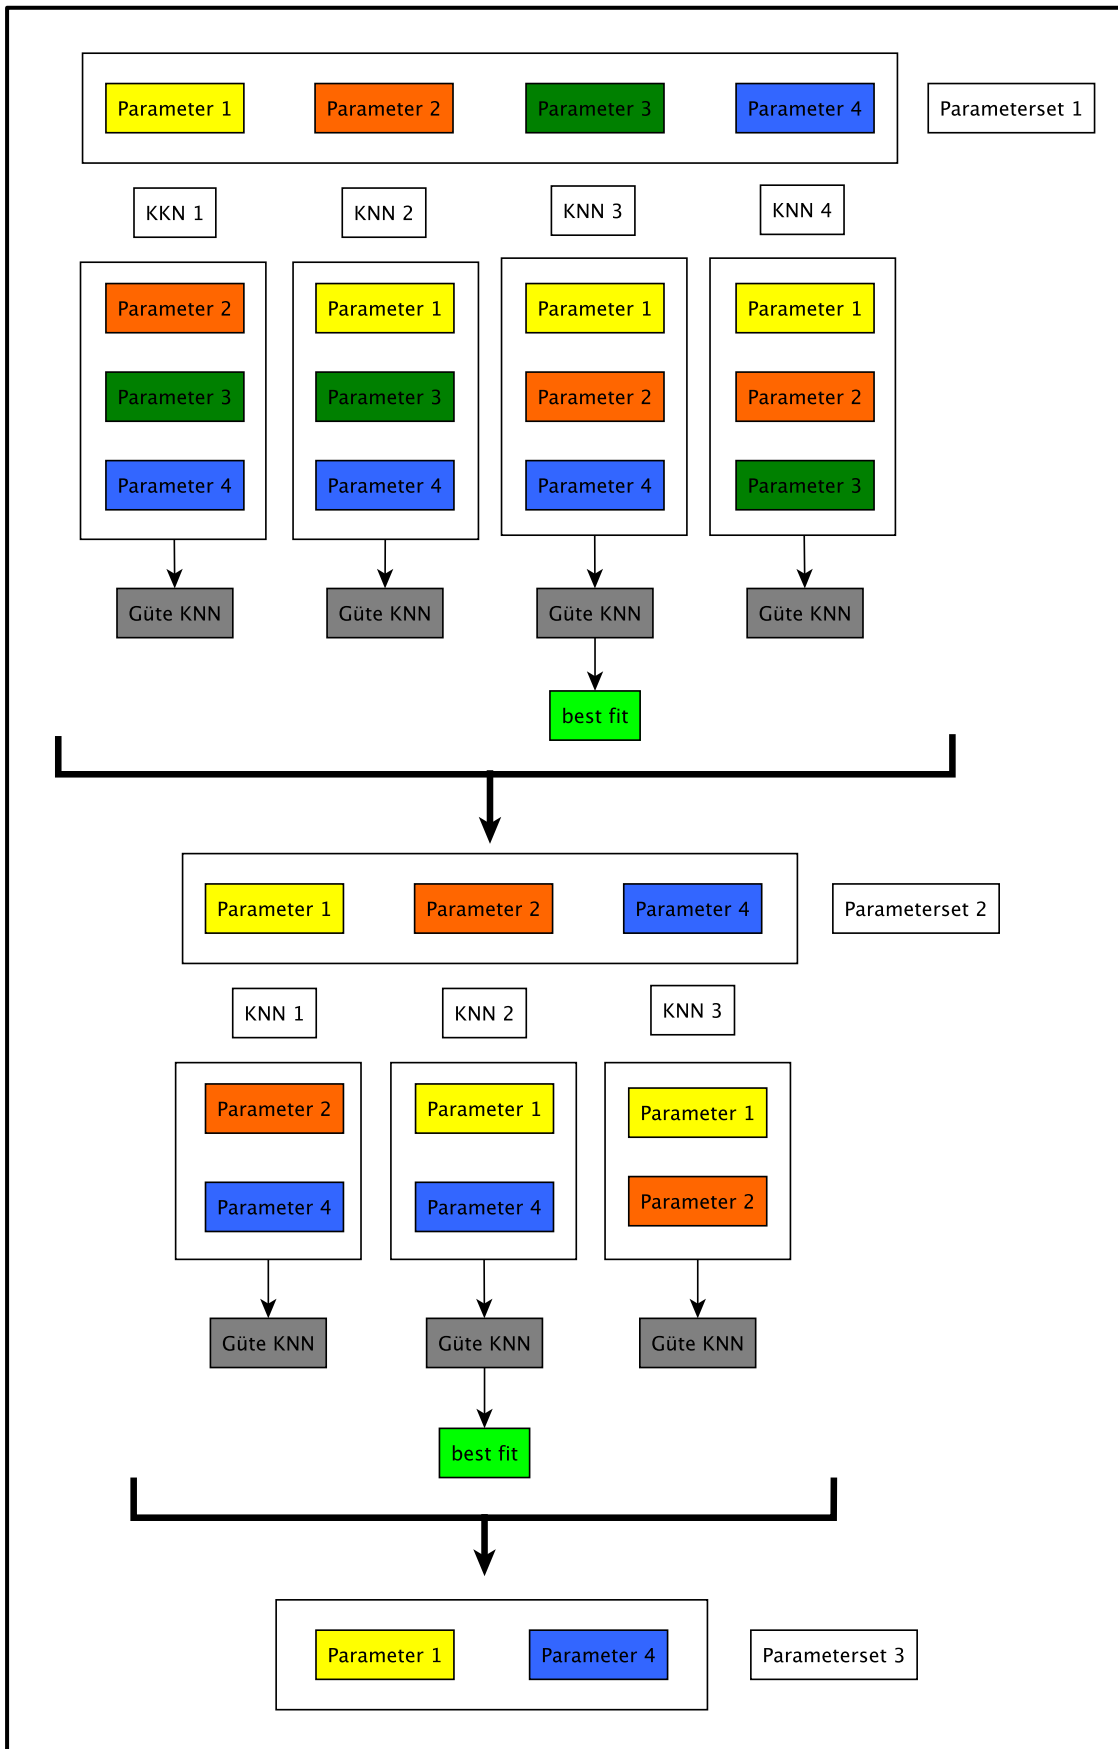 Parameter 1
Parameter 2
Parameter 3
Parameter 4
Parameterset 1
KKN 1
KNN 2
KNN 3
KNN 4
Parameter 2
Parameter 1
Parameter 1
Parameter 1
Parameter 3
Parameter 3
Parameter 2
Parameter 2
Parameter 4
Parameter 4
Parameter 4
Parameter 3
Güte KNN
Güte KNN
Güte KNN
Güte KNN
best fit
Parameter 1
Parameter 2
Parameter 4
Parameterset 2
KNN 1
KNN 2
KNN 3
Parameter 2
Parameter 1
Parameter 1
Parameter 4
Parameter 4
Parameter 2
Güte KNN
Güte KNN
Güte KNN
best fit
Parameter 1
Parameter 4
Parameterset 3